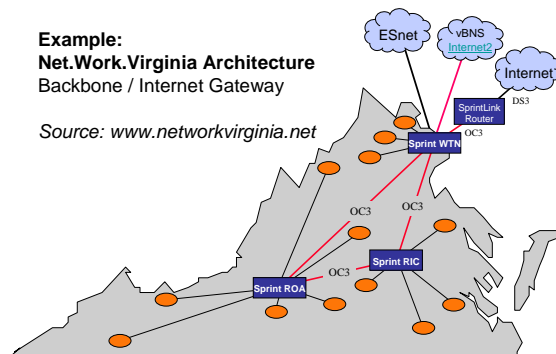 Example:
Net.Work.Virginia Architecture
Backbone / Internet Gateway
Source: www.networkvirginia.net
ESnet
vBNS
Internet2
Internet
DS3
SprintLink
Router
OC3
Sprint WTN
OC3
OC3
Sprint RIC
OC3
Sprint ROA